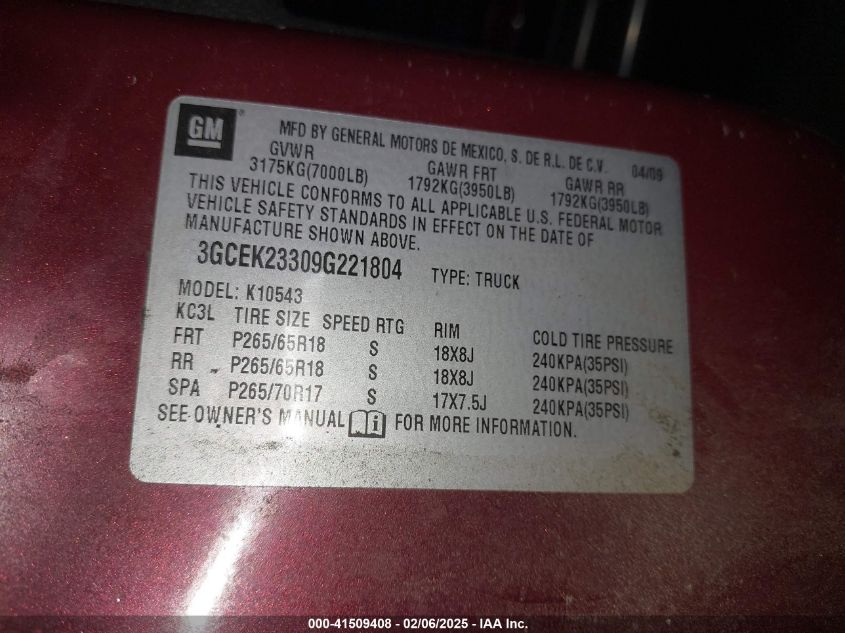 GM
MFD BY GENERAL MOTORS DE MEXICO, S. DE R.L. DE C.V. 04/09
GVWR GAWR FRT GAWR RR
3175KG(7000LB) 1792KG(3950LB) 1792KG(3950LB)
THIS VEHICLE CONFORMS TO ALL APPLICABLE U.S. FEDERAL MOTOR
VEHICLE SAFETY STANDARDS IN EFFECT ON THE DATE OF
MANUFACTURE SHOWN ABOVE.
3GCEK23309G221804 TYPE: TRUCK
MODEL: K10543
KC3L TIRE SIZE SPEED RTG RIM COLD TIRE PRESSURE
FRT P265/65R18 S 18X8J 240KPA(35PSI)
RR P265/65R18 S 18X8J 240KPA(35PSI)
SPA P265/70R17 S 17X7.5J 240KPA(35PSI)
SEE OWNER'S MANUAL FOR MORE INFORMATION.
000-41509408 - 02/06/2025 - IAA Inc.